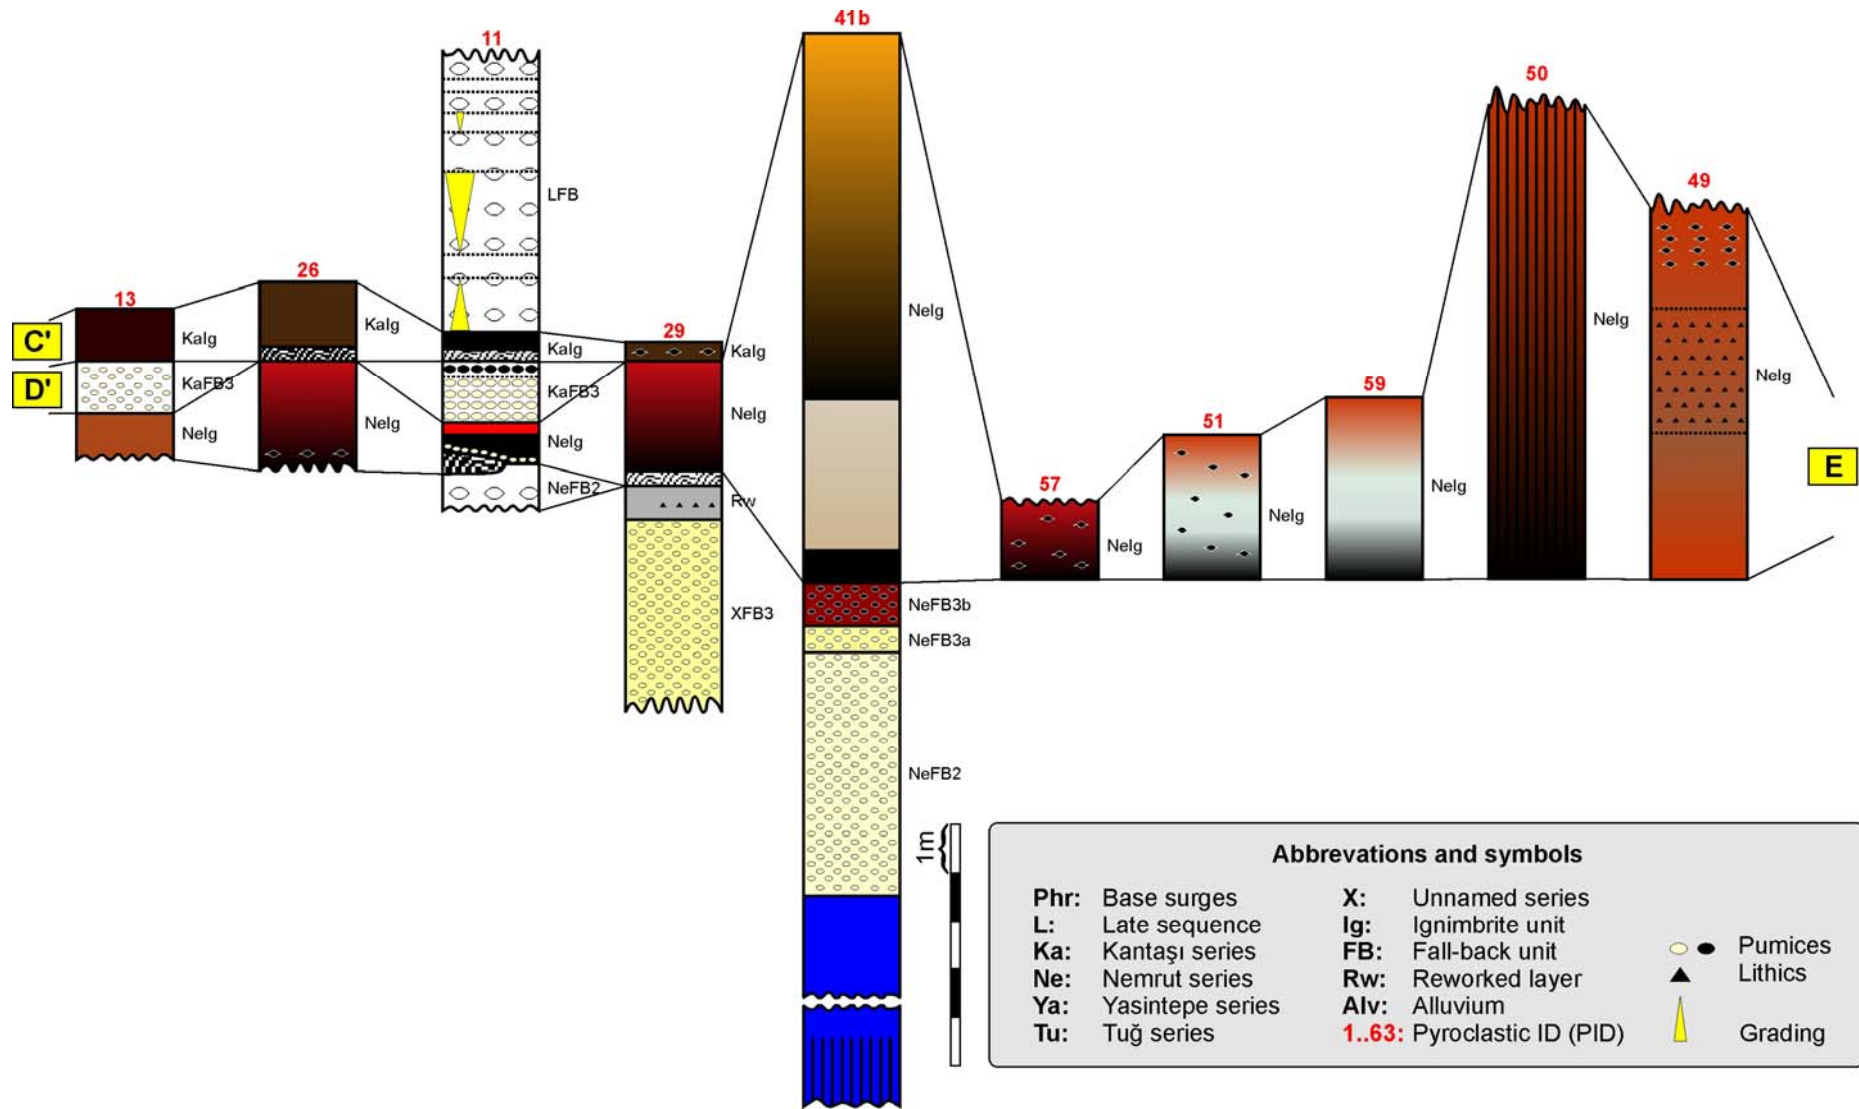 41b
11
50
49
LFB
26
13
Kalg
Kalg
C'
KaFB3
D'
Nelg
Nelg
Kalg
KaFB3
Nelg
NeFB2
29
Kalg
Nelg
Rw
XFB3
Nelg
NeFB3b
NeFB3a
NeFB2
57
Nelg
51
Nelg
59
Nelg
Nelg
Nelg
E
1m
Abbrevations and symbols
Phr: Base surges
L: Late sequence
Ka: Kantaşı series
Ne: Nemrut series
Ya: Yasintepe series
Tu: Tuğ series
X: Unnamed series
Ig: Ignimbrite unit
FB: Fall-back unit
Rw: Reworked layer
Alv: Alluvium
1..63: Pyroclastic ID (PID)
Pumices
Lithics
Grading